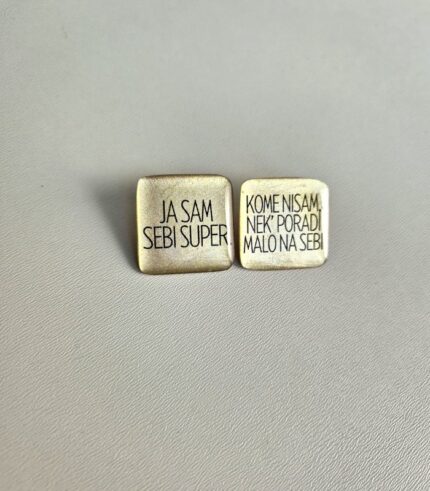 JA SAM
SEBI SUPER
KOME NISAM,
NEK' PORADI
MALO NA SEBI